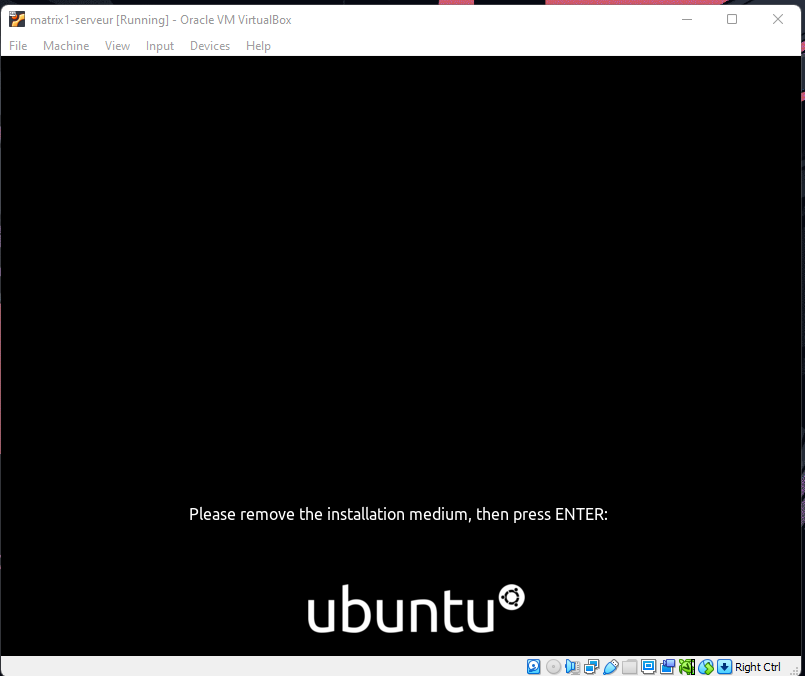 matrix1-serveur [Running] - Oracle VM VirtualBox
File Machine View Input Devices Help
Please remove the installation medium, then press ENTER:
ubuntu
Right Ctrl